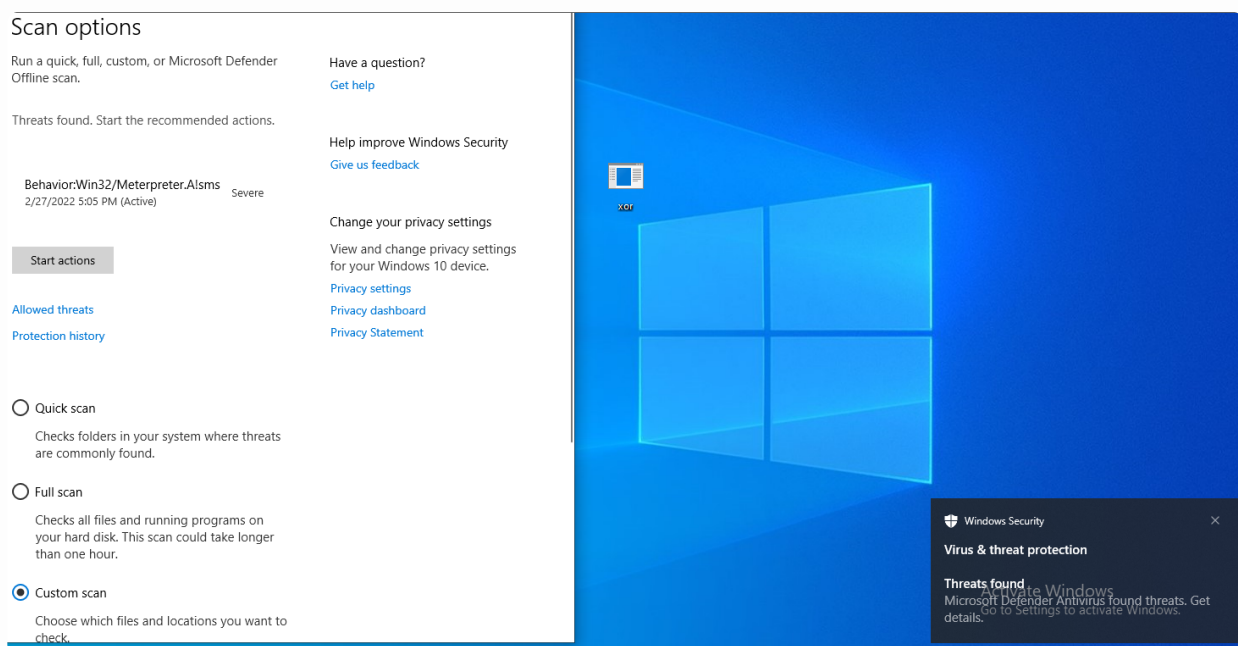 Scan options
Run a quick, full, custom, or Microsoft Defender
Offline scan.
Threats found. Start the recommended actions.
Behavior:Win32/Meterpreter.A!sms
2/27/2022 5:05 PM (Active)
Severe
Start actions
Allowed threats
Protection history
Quick scan
Checks folders in your system where threats
are commonly found.
Full scan
Checks all files and running programs on
your hard disk. This scan could take longer
than one hour.
Custom scan
Choose which files and locations you want to
check.
Have a question?
Get help
Help improve Windows Security
Give us feedback
Change your privacy settings
View and change privacy settings
for your Windows 10 device.
Privacy settings
Privacy dashboard
Privacy Statement
xor
Windows Security
Virus & threat protection
Threats found
Microsoft Defender Antivirus found threats. Get
details.
Activate Windows
Go to Settings to activate Windows.